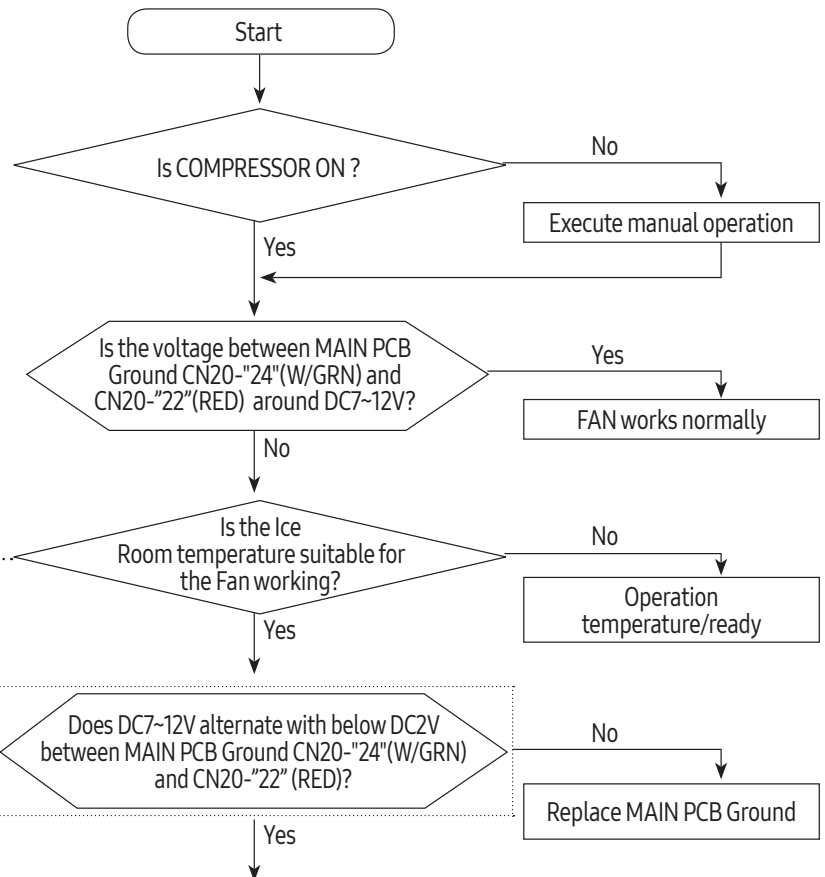 Start
Is COMPRESSOR ON ?
No
Execute manual operation
Yes
Is the voltage between MAIN PCB
Ground CN20-"24"(W/GRN) and
CN20-”22”(RED) around DC7~12V?
Yes
FAN works normally
No
Is the Ice
Room temperature suitable for
the Fan working?
No
Operation
temperature/ready
Yes
Does DC7~12V alternate with below DC2V
between MAIN PCB Ground CN20-"24"(W/GRN)
and CN20-”22” (RED)?
No
Replace MAIN PCB Ground
Yes